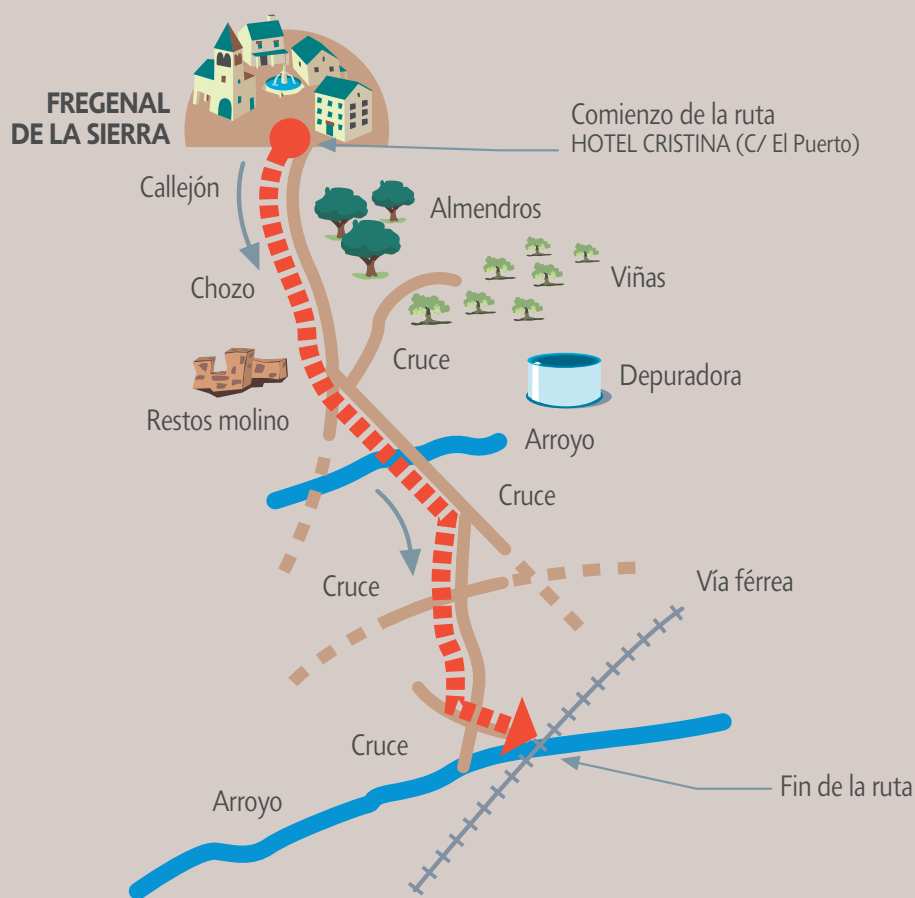 FREGENAL
DE LA SIERRA
Comienzo de la ruta
HOTEL CRISTINA (C/ El Puerto)
Callejón
Almendros
Chozo
Viñas
Cruce
Depuradora
Restos molino
Arroyo
Cruce
Cruce
Vía férrea
Cruce
Fin de la ruta
Arroyo